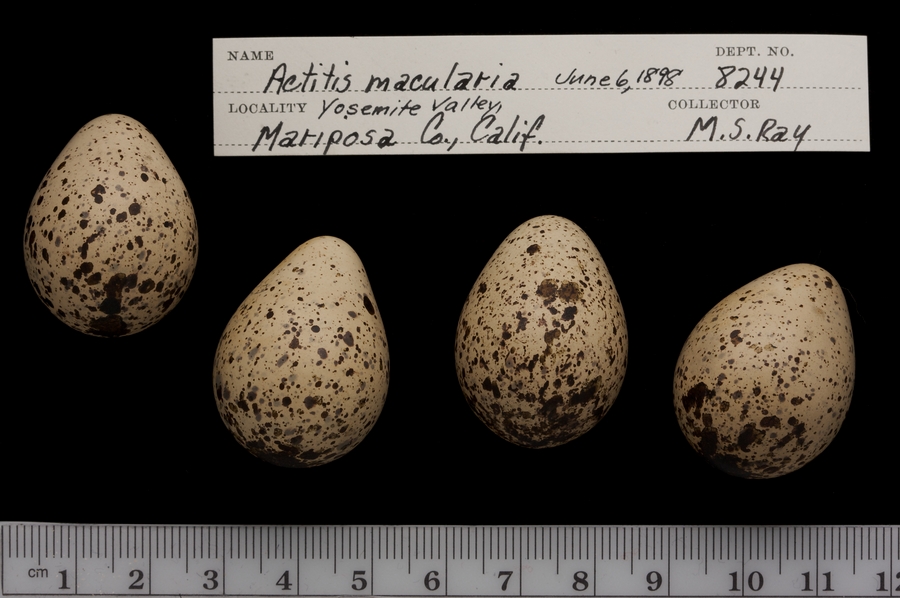 NAME DEPT. NO.
Actitis macularia June 6, 1898 8244
LOCALITY Yosemite Valley, COLLECTOR
Mariposa Co., Calif. M.S. Ray
cm 1 2 3 4 5 6 7 8 9 10 11 12